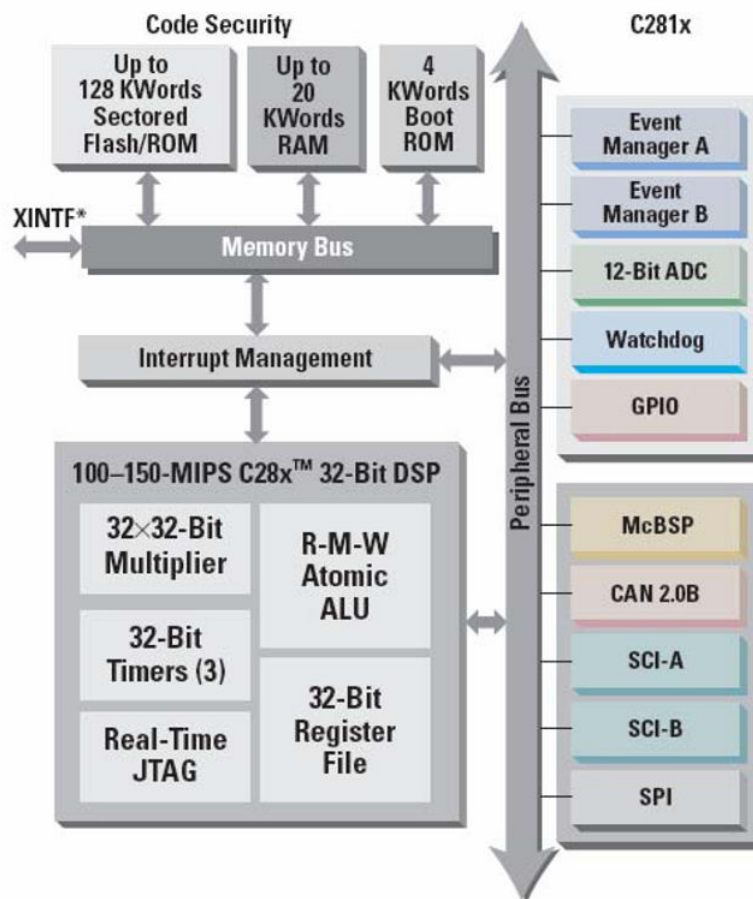 Code Security
C281x
Up to
128 KWords
Sectored
Flash/ROM
Up to
20
KWords
RAM
4
KWords
Boot
ROM
XINTF*
Memory Bus
Interrupt Management
100–150-MIPS C28x™ 32-Bit DSP
32×32-Bit
Multiplier
R-M-W
Atomic
ALU
32-Bit
Timers (3)
32-Bit
Register
File
Real-Time
JTAG
Peripheral Bus
Event
Manager A
Event
Manager B
12-Bit ADC
Watchdog
GPIO
McBSP
CAN 2.0B
SCI-A
SCI-B
SPI